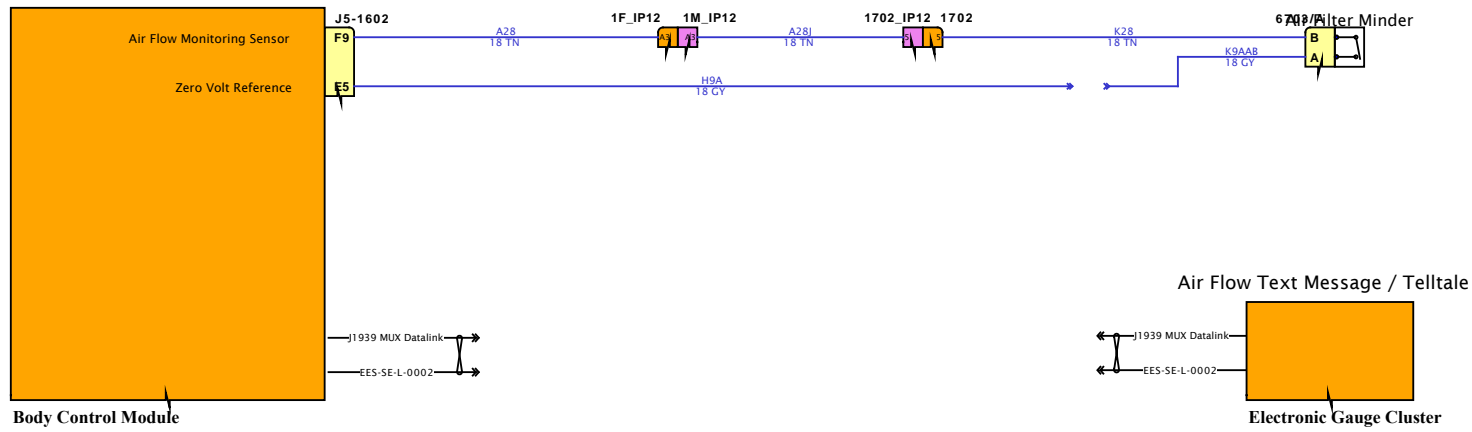 J5-1602
1F_IP12 1M_IP12
1702_IP12 1702
Air Filter Minder
Air Flow Monitoring Sensor
F9
A28
18 TN
A3
A3
A28J
18 TN
5
5
K28
18 TN
B
K9AAB
18 GY
A
Zero Volt Reference
E5
H9A
18 GY
Air Flow Text Message / Telltale
J1939 MUX Datalink
EES-SE-L-0002
J1939 MUX Datalink
EES-SE-L-0002
Body Control Module
Electronic Gauge Cluster